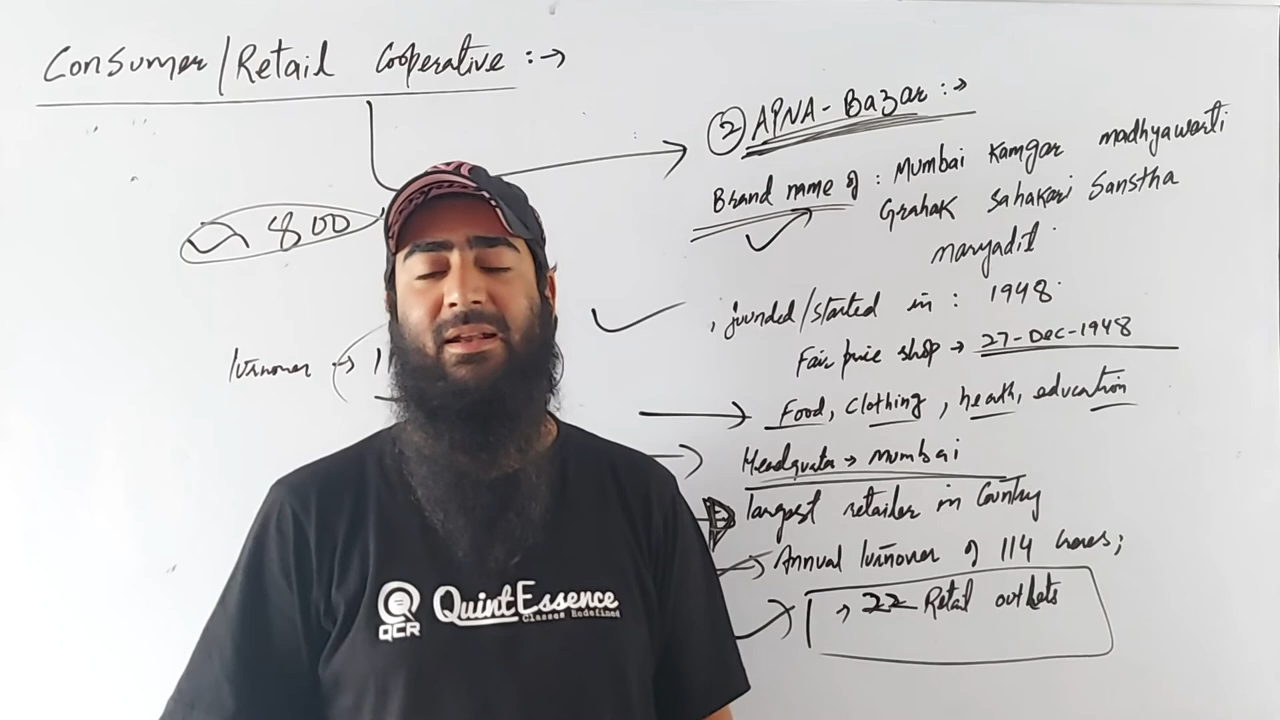 Consumer/Retail Cooperative :→
② APNA-Bazar :→
Brand name of : Mumbai Kamgar madhyawarti
Grahak Sahakari Sanstha
maryadit
800
, founded/started in : 1948
Fair price shop → 27-Dec-1948
turnover → 11
Food, Clothing, heath, education
Headquater → Mumbai
largest retailer in Country
Annual turnover of 114 crores;
→ 22 Retail outlets
QCR
QuintEssence
Classes Redefined